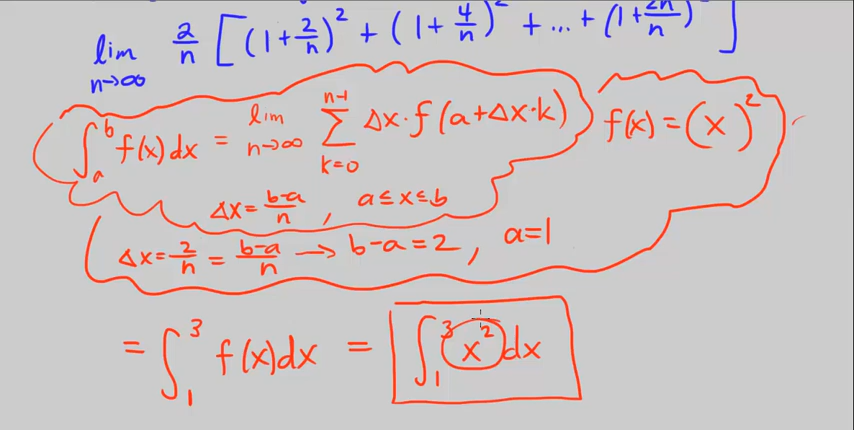 lim n→∞ 2/n [ (1+2/n)² + (1+4/n)² + ... + (1+2n/n)² ]
∫ₐᵇ f(x)dx = lim n→∞ Σ k=0 n-1 Δx·f(a+Δx·k)
f(x) = (x)²
Δx = b-a/n , a≤x≤b
Δx = 2/n = b-a/n → b-a=2 , a=1
= ∫₁³ f(x)dx = ∫₁³ x² dx